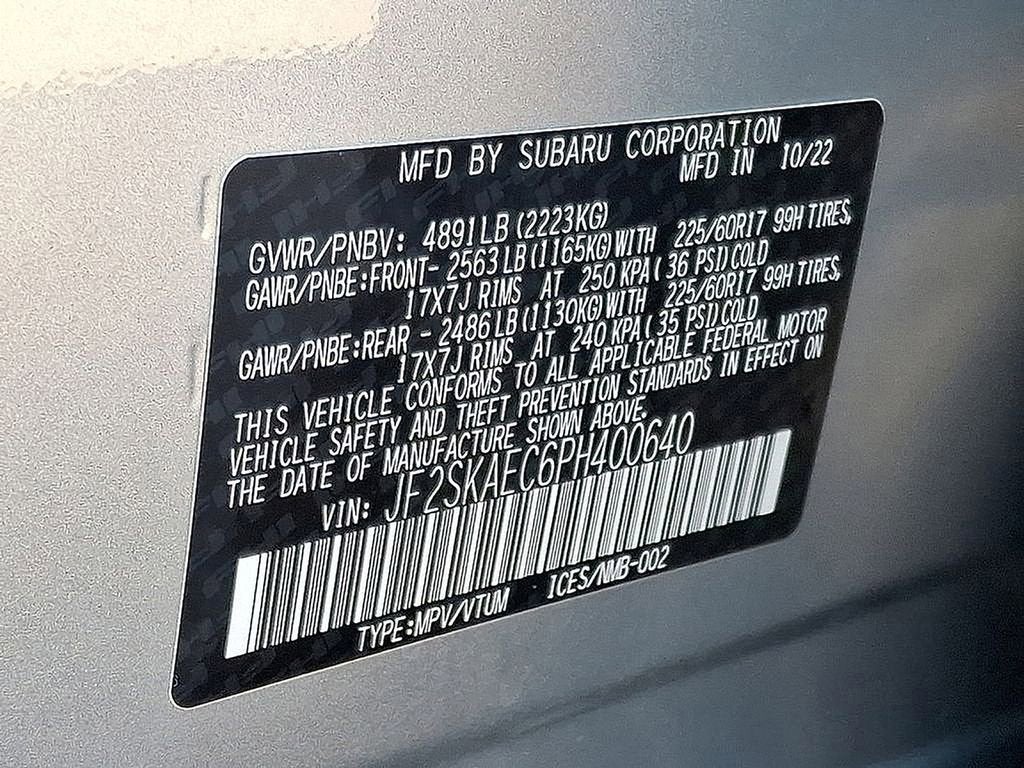 MFD BY SUBARU CORPORATION
MFD IN 10/22
GVWR/PNBV: 4891LB(2223KG)
GAWR/PNBE:FRONT- 2563LB(1165KG)WITH 225/60R17 99H TIRES,
17X7J RIMS AT 250 KPA( 36 PSI)COLD
GAWR/PNBE:REAR - 2486LB(1130KG)WITH 225/60R17 99H TIRES,
17X7J RIMS AT 240 KPA( 35 PSI)COLD
THIS VEHICLE CONFORMS TO ALL APPLICABLE FEDERAL MOTOR
VEHICLE SAFETY AND THEFT PREVENTION STANDARDS IN EFFECT ON
THE DATE OF MANUFACTURE SHOWN ABOVE.
VIN: JF2SKAEC6PH400640
TYPE:MPV/VTUM ICES/NMB-002